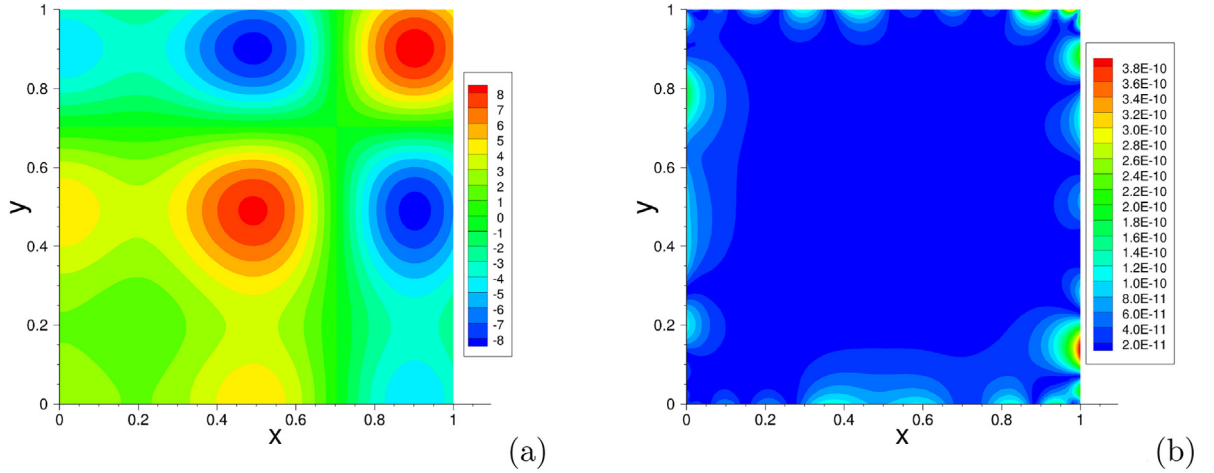 1
0.8
0.6
y
0.4
0.2
0
0 0.2 0.4 0.6 0.8 1
x
8
7
6
5
4
3
2
1
0
-1
-2
-3
-4
-5
-6
-7
-8
(a)
1
0.8
0.6
y
0.4
0.2
0
0 0.2 0.4 0.6 0.8 1
x
3.8E-10
3.6E-10
3.4E-10
3.2E-10
3.0E-10
2.8E-10
2.6E-10
2.4E-10
2.2E-10
2.0E-10
1.8E-10
1.6E-10
1.4E-10
1.2E-10
1.0E-10
8.0E-11
6.0E-11
4.0E-11
2.0E-11
(b)